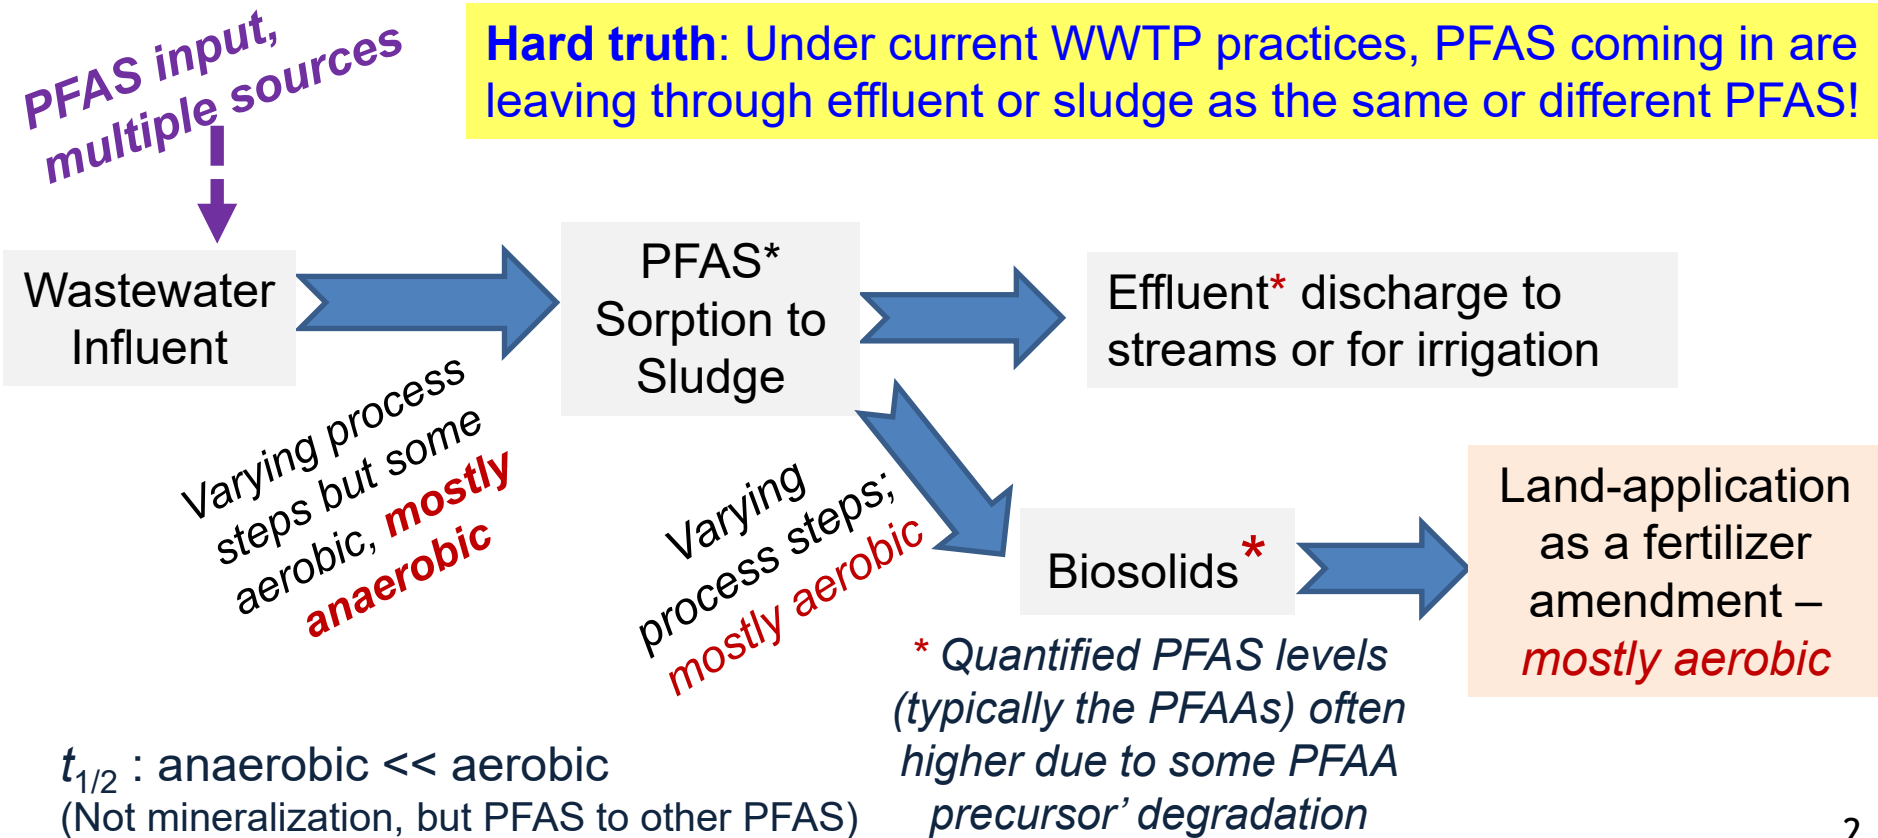 PFAS input,
multiple sources
Hard truth: Under current WWTP practices, PFAS coming in are
leaving through effluent or sludge as the same or different PFAS!
Wastewater
Influent
PFAS*
Sorption to
Sludge
Effluent* discharge to
streams or for irrigation
Varying process
steps but some
aerobic, mostly
anaerobic
Varying
process steps;
mostly aerobic
Biosolids*
Land-application
as a fertilizer
amendment –
mostly aerobic
* Quantified PFAS levels
(typically the PFAAs) often
higher due to some PFAA
precursor’ degradation
t1/2 : anaerobic << aerobic
(Not mineralization, but PFAS to other PFAS)
2